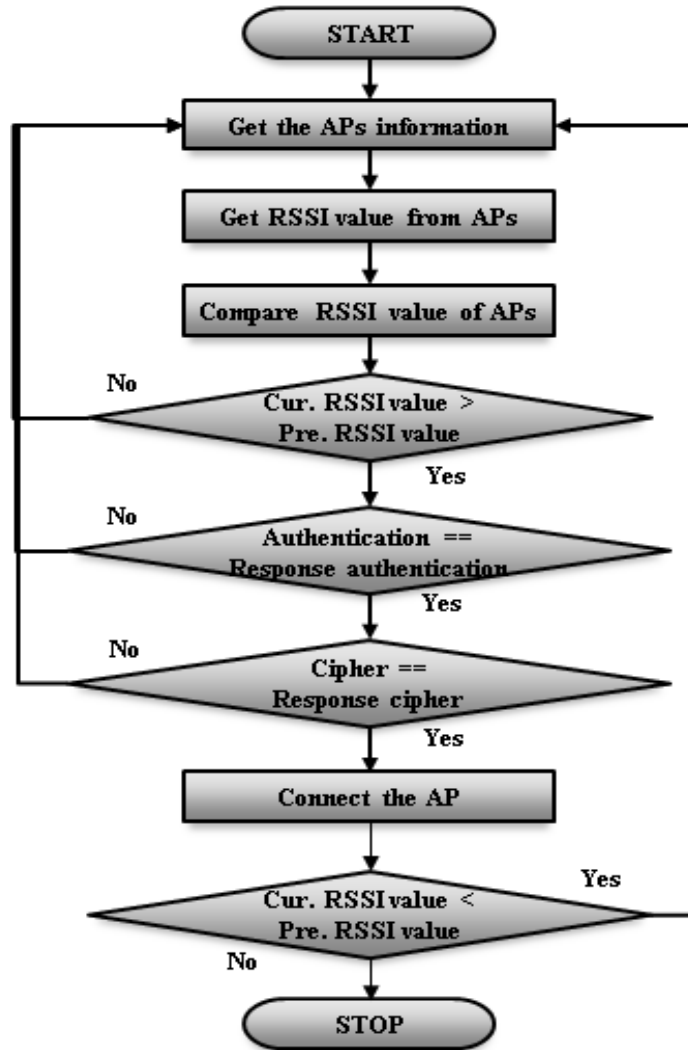 START
Get the APs information
Get RSSI value from APs
Compare RSSI value of APs
No
Cur. RSSI value >
Pre. RSSI value
Yes
No
Authentication ==
Response authentication
Yes
No
Cipher ==
Response cipher
Yes
Connect the AP
Cur. RSSI value <
Pre. RSSI value
Yes
No
STOP